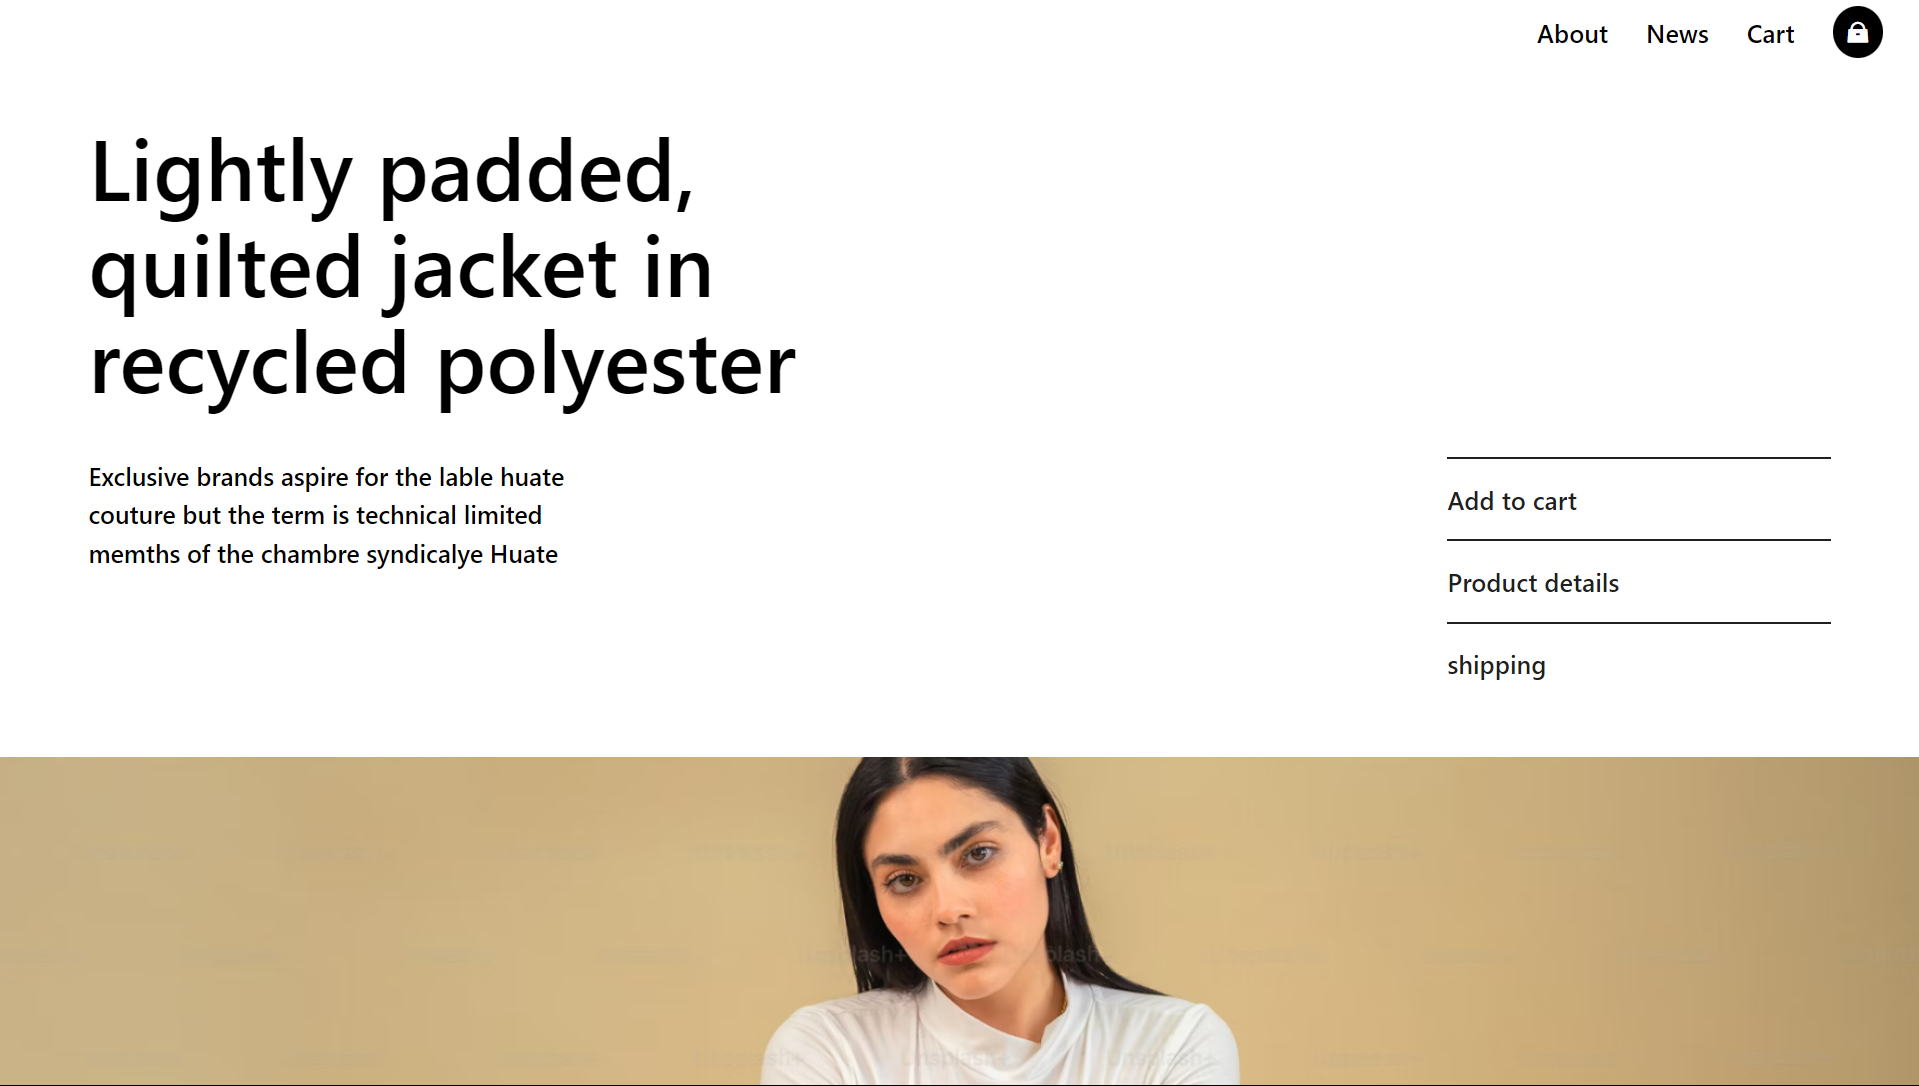 About News Cart
Lightly padded,
quilted jacket in
recycled polyester
Exclusive brands aspire for the lable huate
couture but the term is technical limited
memths of the chambre syndicalye Huate
Add to cart
Product details
shipping